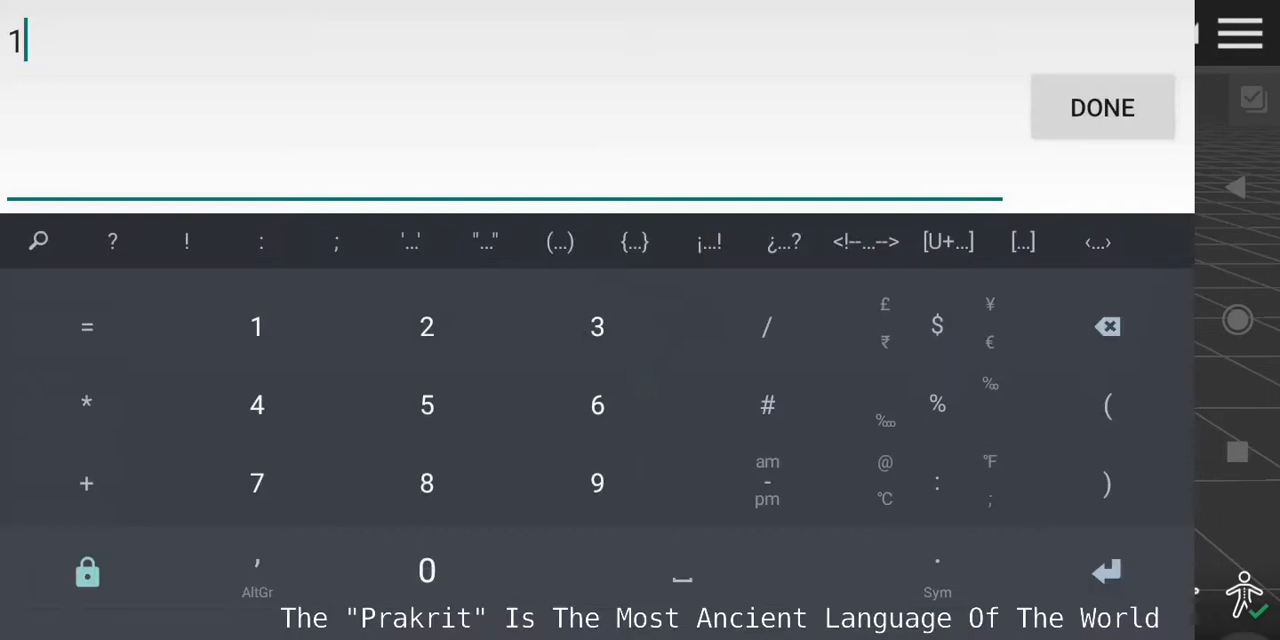 1
DONE
? ! : ; '...' "..." (...) {...} ¡...! ¿...? <!--...--> [U+...] [...] ‹...›
= 1 2 3 / £ ₹ $ ¥ €
* 4 5 6 # ‱ % ‰ (
+ 7 8 9 am - pm @ ℃ : ℉ ; )
, AltGr 0 . Sym
The "Prakrit" Is The Most Ancient Language Of The World